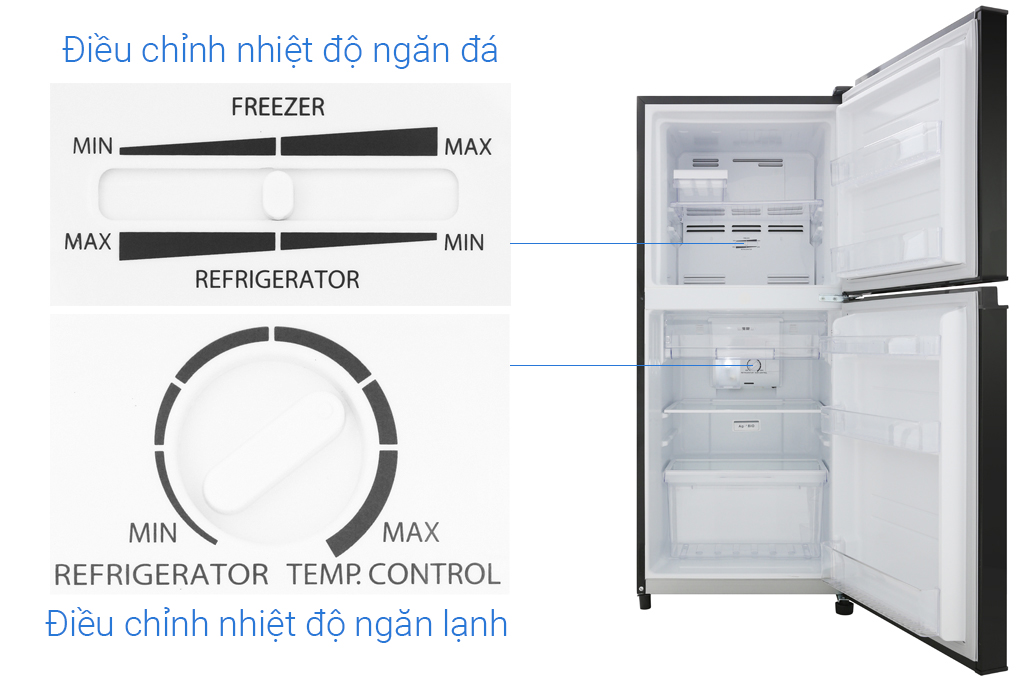 Điều chỉnh nhiệt độ ngăn đá
FREEZER
MIN MAX
MAX MIN
REFRIGERATOR
MIN MAX
REFRIGERATOR TEMP. CONTROL
Điều chỉnh nhiệt độ ngăn lạnh